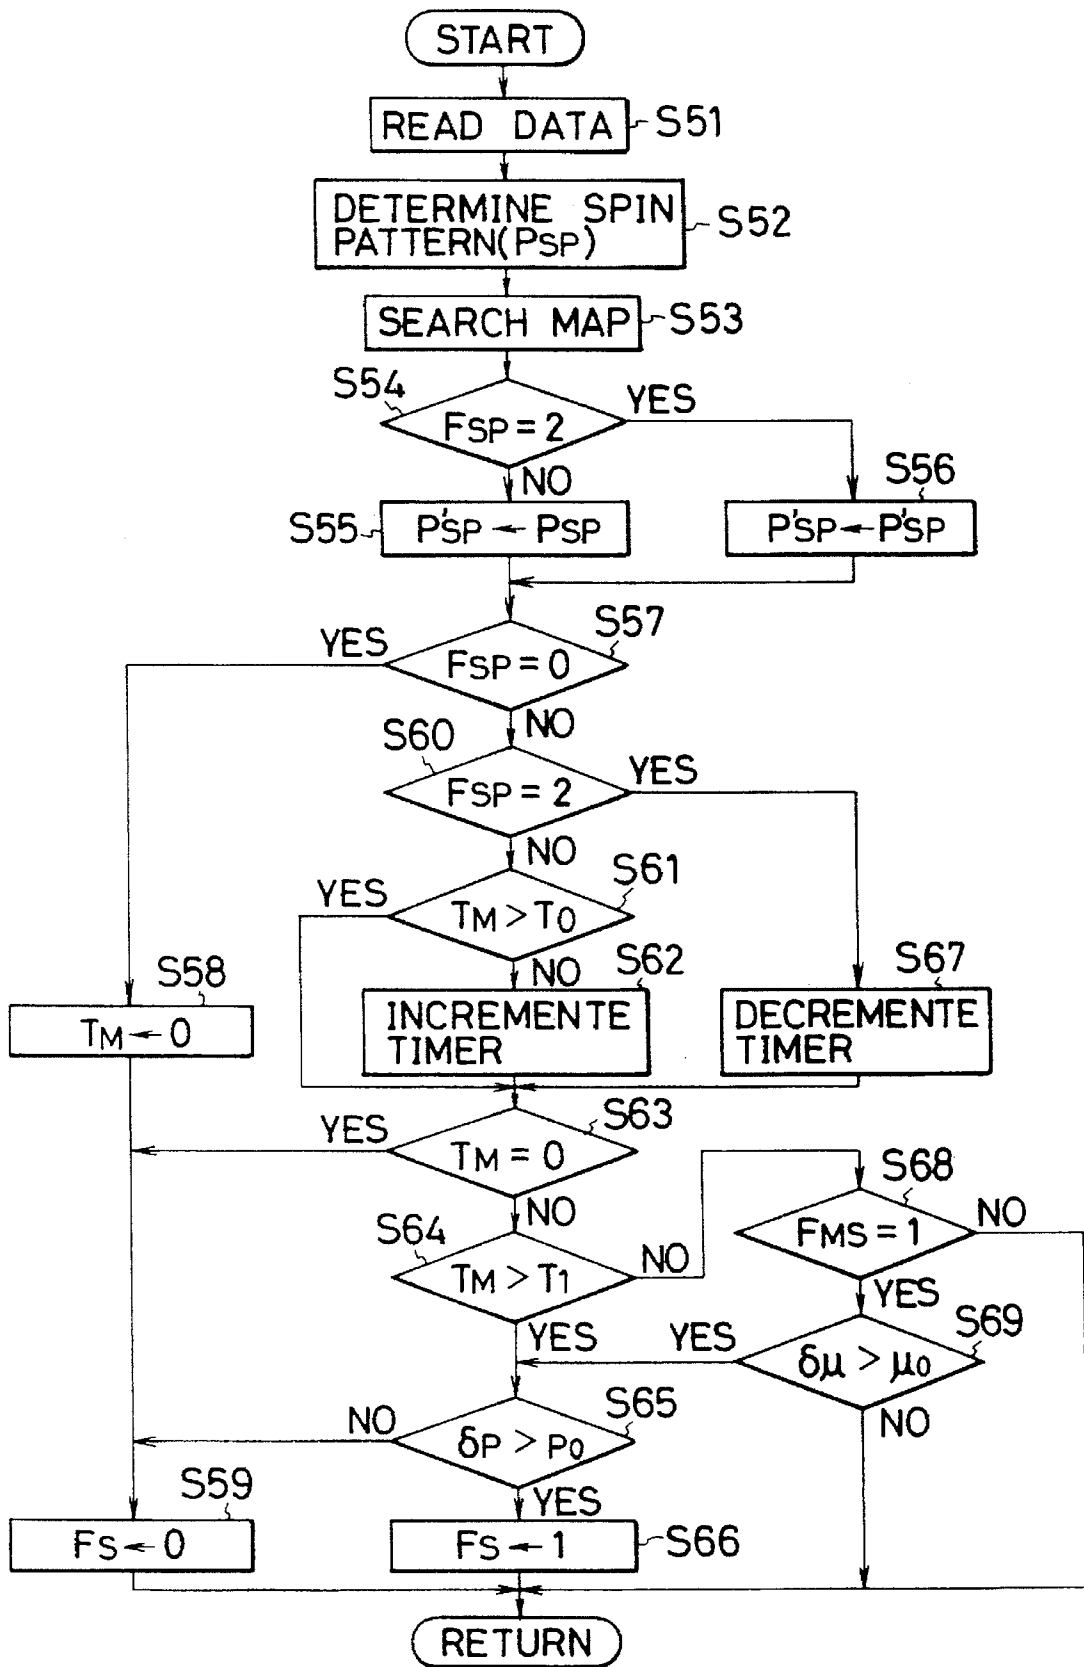 START
READ DATA
S51
DETERMINE SPIN
PATTERN(PSP)
S52
SEARCH MAP
S53
S54
FSP = 2
YES
NO
S55
P'SP ← PSP
S56
P'SP ← P'SP
S57
YES
FSP = 0
NO
S60
FSP = 2
YES
NO
S61
YES
TM > T0
NO
S58
TM ← 0
S62
INCREMENTE
TIMER
S67
DECREMENTE
TIMER
S63
YES
TM = 0
NO
S64
TM > T1
NO
YES
S68
FMS = 1
NO
YES
S69
YES
δμ > μ0
NO
S65
NO
δP > P0
YES
S59
FS ← 0
FS ← 1
S66
RETURN